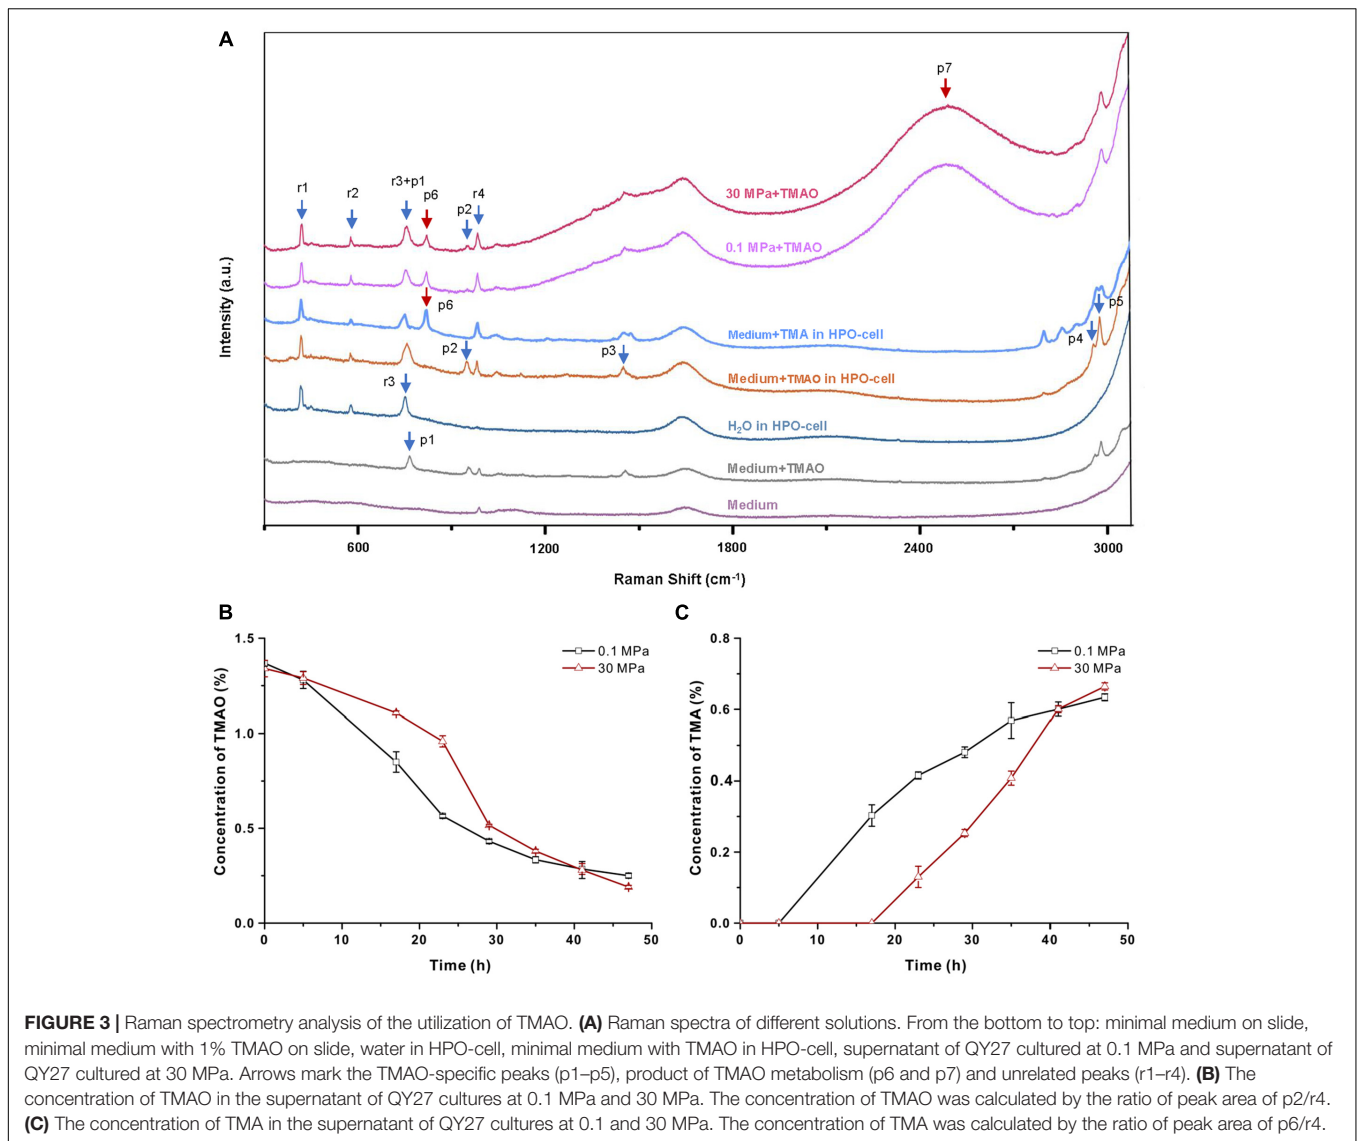 A
p7
r1
r2
r3+p1
p6
p2
r4
30 MPa+TMAO
0.1 MPa+TMAO
p6
Medium+TMA in HPO-cell
p5
p4
p2
p3
Medium+TMAO in HPO-cell
r3
H₂O in HPO-cell
p1
Medium+TMAO
Medium
Intensity (a.u.)
600 1200 1800 2400 3000
Raman Shift (cm⁻¹)
B
1.5
1.0
0.5
0.0
Concentration of TMAO (%)
0.1 MPa
30 MPa
0 10 20 30 40 50
Time (h)
C
0.8
0.6
0.4
0.2
0.0
Concentration of TMA (%)
0.1 MPa
30 MPa
0 10 20 30 40 50
Time (h)
FIGURE 3 | Raman spectrometry analysis of the utilization of TMAO. (A) Raman spectra of different solutions. From the bottom to top: minimal medium on slide,
minimal medium with 1% TMAO on slide, water in HPO-cell, minimal medium with TMAO in HPO-cell, supernatant of QY27 cultured at 0.1 MPa and supernatant of
QY27 cultured at 30 MPa. Arrows mark the TMAO-specific peaks (p1–p5), product of TMAO metabolism (p6 and p7) and unrelated peaks (r1–r4). (B) The
concentration of TMAO in the supernatant of QY27 cultures at 0.1 MPa and 30 MPa. The concentration of TMAO was calculated by the ratio of peak area of p2/r4.
(C) The concentration of TMA in the supernatant of QY27 cultures at 0.1 and 30 MPa. The concentration of TMA was calculated by the ratio of peak area of p6/r4.